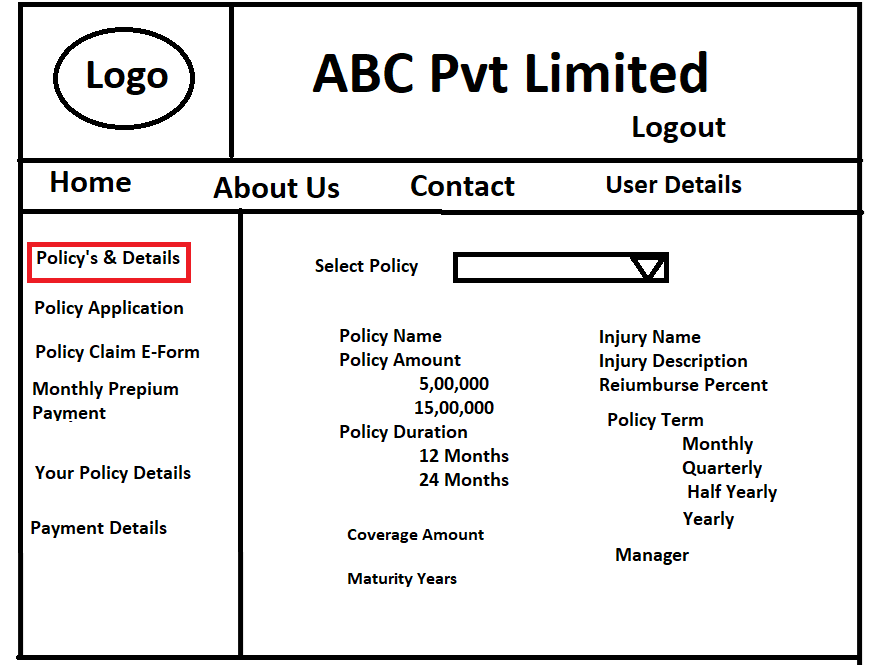 Logo
ABC Pvt Limited
Logout
Home
About Us
Contact
User Details
Policy's & Details
Policy Application
Policy Claim E-Form
Monthly Prepium
Payment
Your Policy Details
Payment Details
Select Policy
Policy Name
Policy Amount
5,00,000
15,00,000
Policy Duration
12 Months
24 Months
Coverage Amount
Maturity Years
Injury Name
Injury Description
Reiumburse Percent
Policy Term
Monthly
Quarterly
Half Yearly
Yearly
Manager